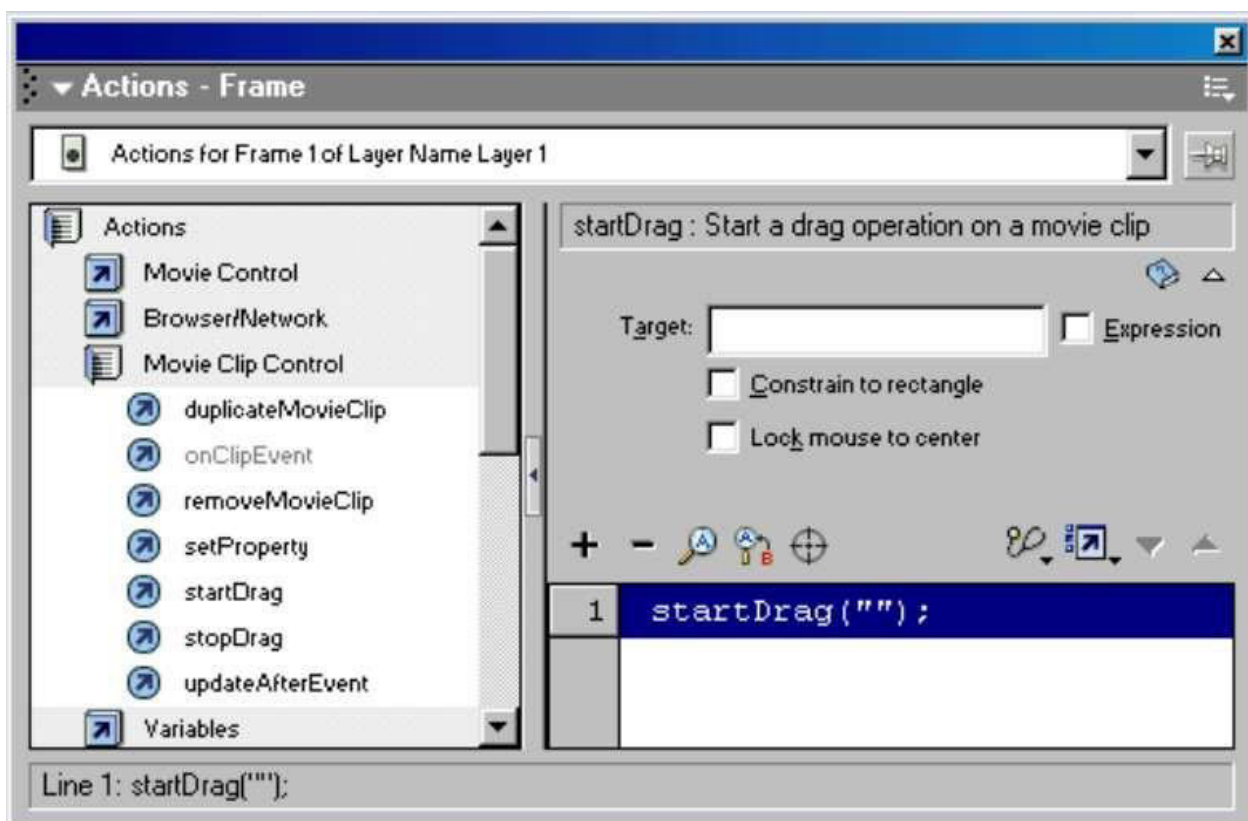 Actions - Frame
Actions for Frame 1 of Layer Name Layer 1
Actions
Movie Control
Browser/Network
Movie Clip Control
duplicateMovieClip
onClipEvent
removeMovieClip
setProperty
startDrag
stopDrag
updateAfterEvent
Variables
startDrag : Start a drag operation on a movie clip
Target:
Expression
Constrain to rectangle
Lock mouse to center
1 startDrag("");
Line 1: startDrag("");